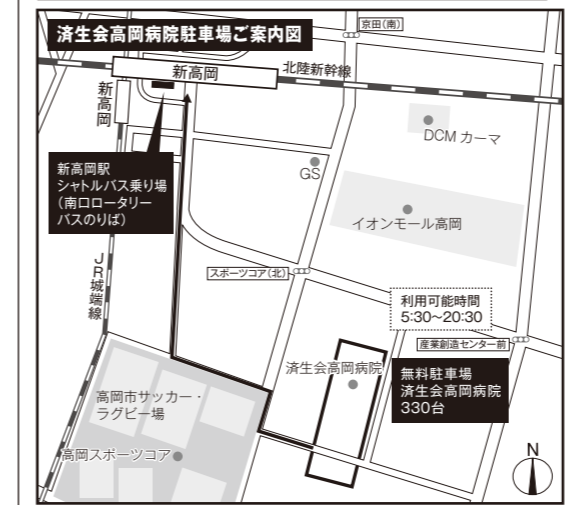 済生会高岡病院駐車場ご案内図
京田(南)
新高岡
北陸新幹線
新高岡
DCM カーマ
GS
新高岡駅
シャトルバス乗り場
(南口ロータリー
バスのりば)
イオンモール高岡
JR城端線
スポーツコア(北)
利用可能時間
5:30〜20:30
産業創造センター前
済生会高岡病院
無料駐車場
済生会高岡病院
330台
高岡市サッカー・
ラグビー場
高岡スポーツコア
N